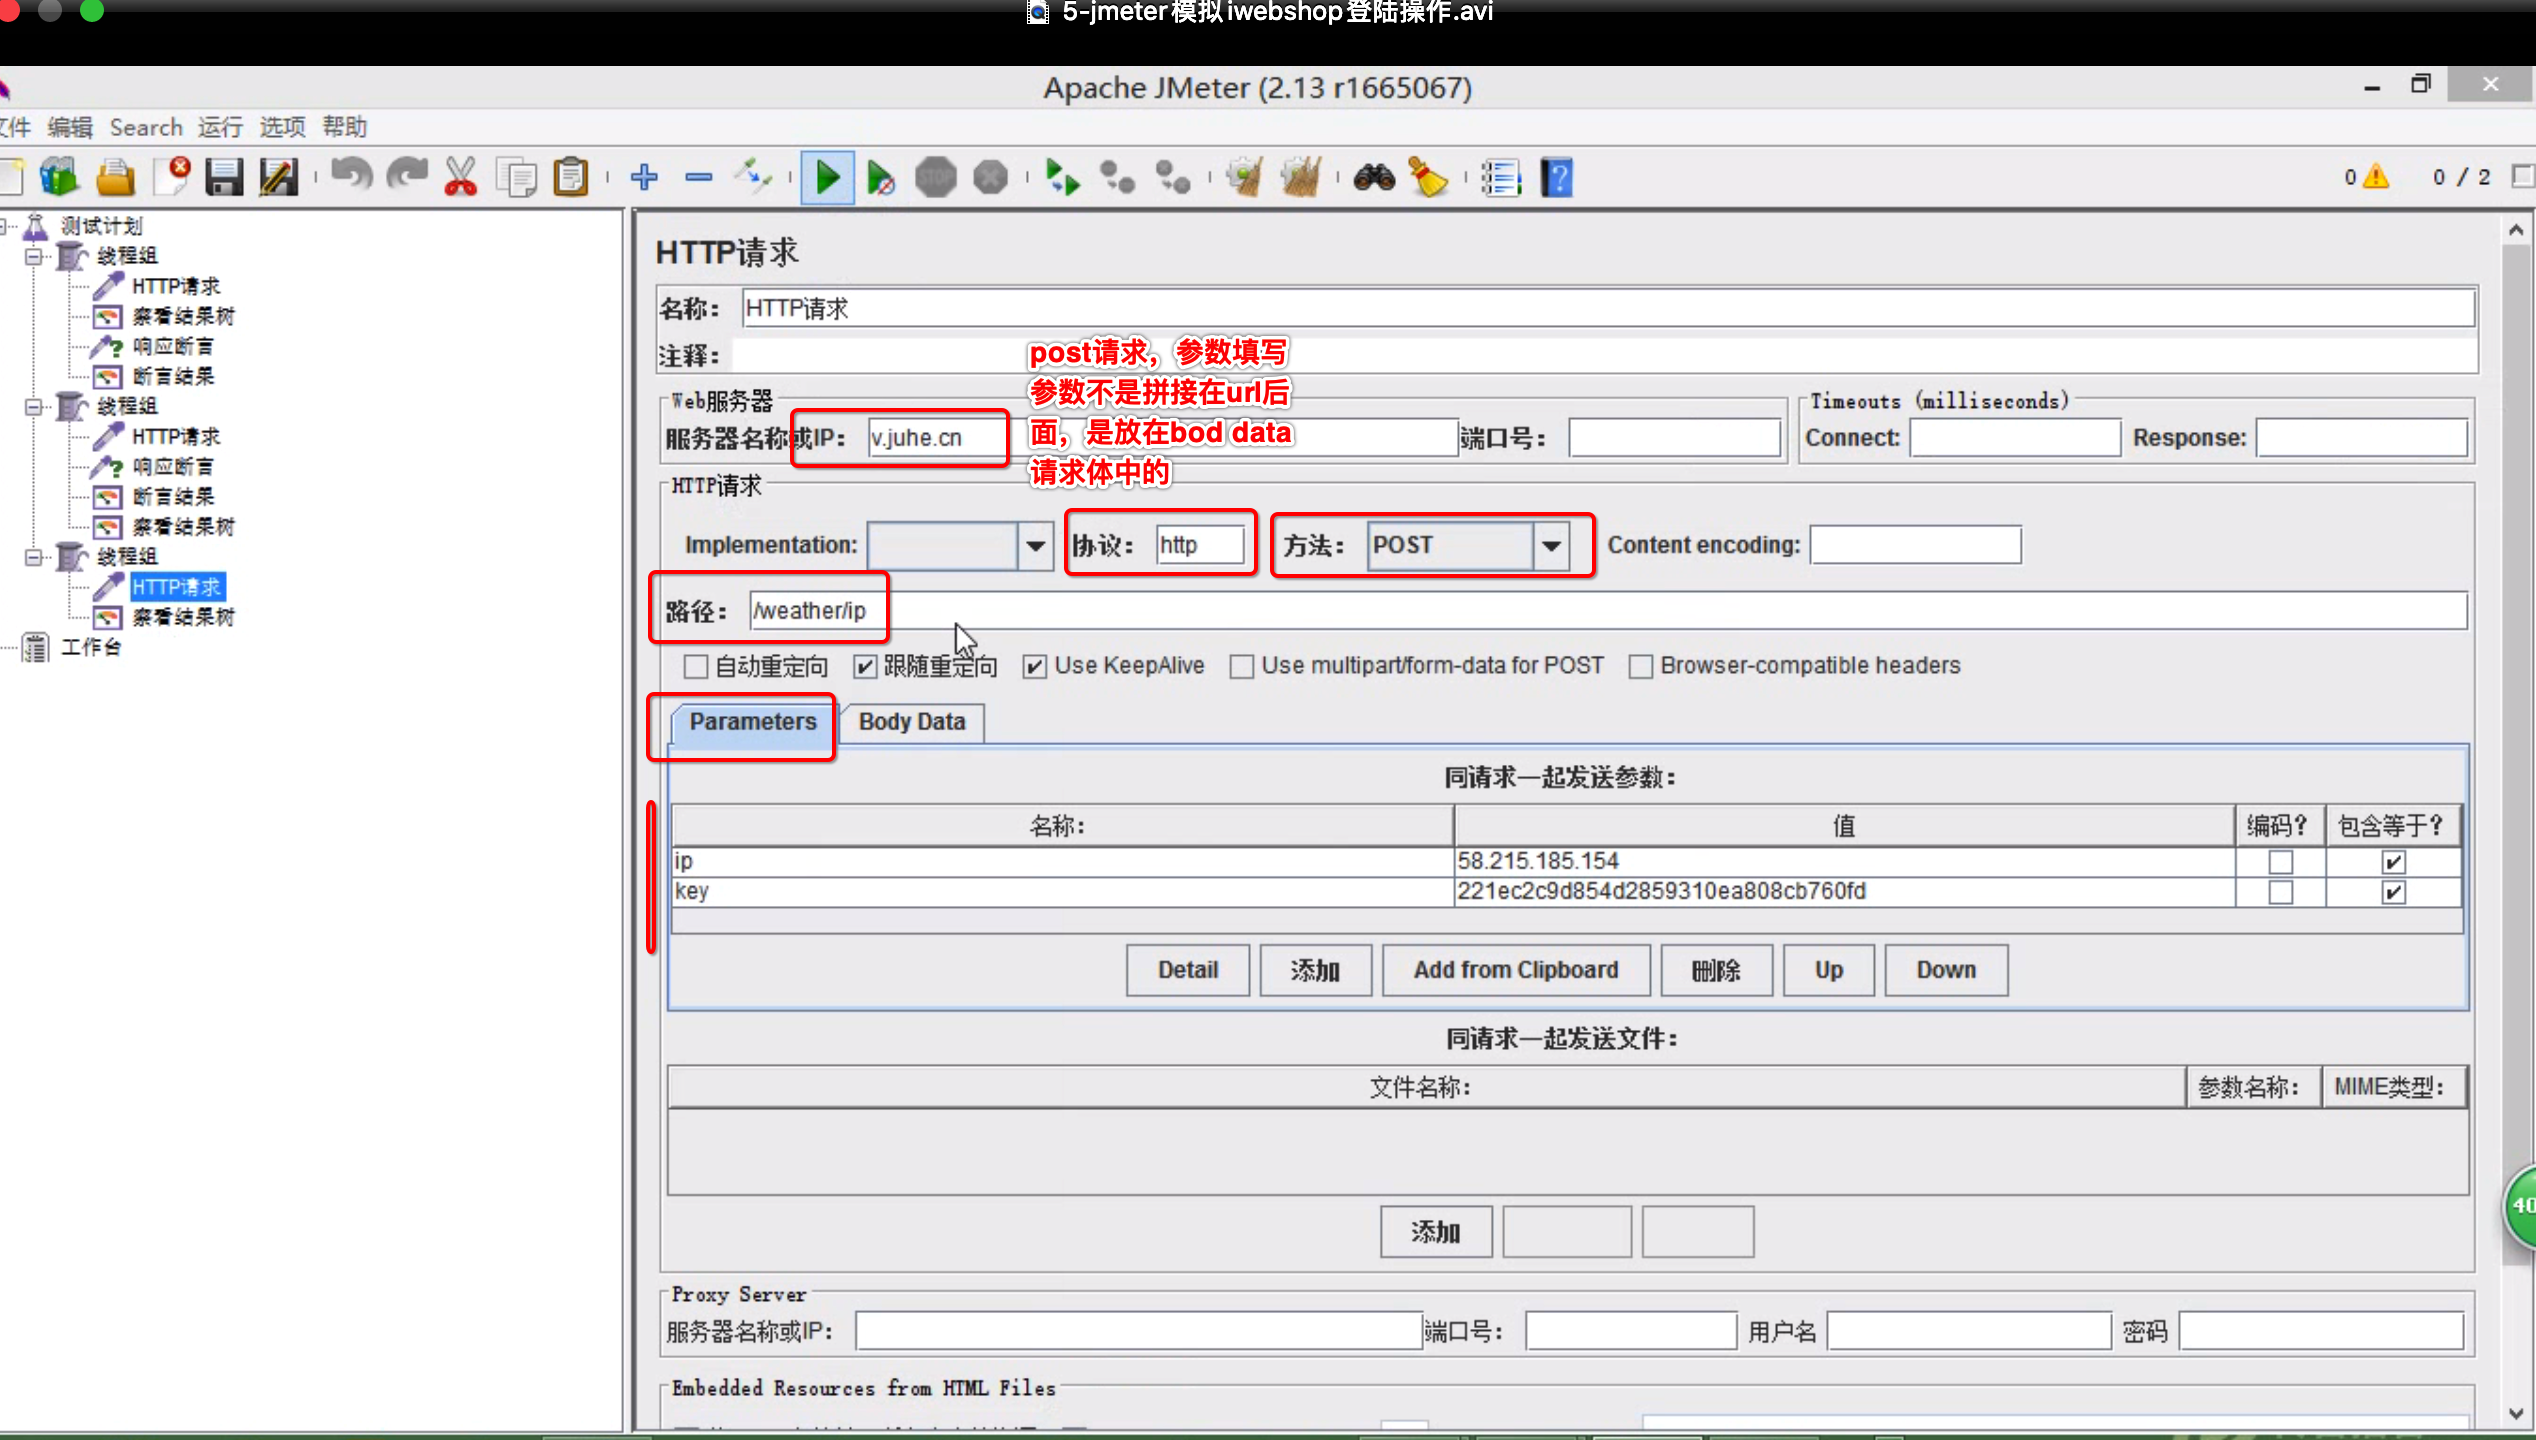 5-jmeter模拟iwebshop登陆操作.avi
Apache JMeter (2.13 r1665067)
文件 编辑 Search 运行 选项 帮助
STOP
?
0 0 / 2
测试计划
线程组
HTTP请求
察看结果树
响应断言
断言结果
线程组
HTTP请求
响应断言
断言结果
察看结果树
线程组
HTTP请求
察看结果树
工作台
HTTP请求
名称： HTTP请求
注释：
post请求，参数填写
参数不是拼接在url后
面，是放在bod data
请求体中的
Web服务器
服务器名称或IP： v.juhe.cn 端口号：
Timeouts (milliseconds)
Connect: Response:
HTTP请求
Implementation: 协议： http 方法： POST Content encoding:
路径： /weather/ip
自动重定向 跟随重定向 Use KeepAlive Use multipart/form-data for POST Browser-compatible headers
Parameters Body Data
同请求一起发送参数：
名称： 值 编码？ 包含等于？
ip 58.215.185.154
key 221ec2c9d854d2859310ea808cb760fd
Detail 添加 Add from Clipboard 删除 Up Down
同请求一起发送文件：
文件名称： 参数名称： MIME类型：
添加
40
Proxy Server
服务器名称或IP： 端口号： 用户名 密码
Embedded Resources from HTML Files